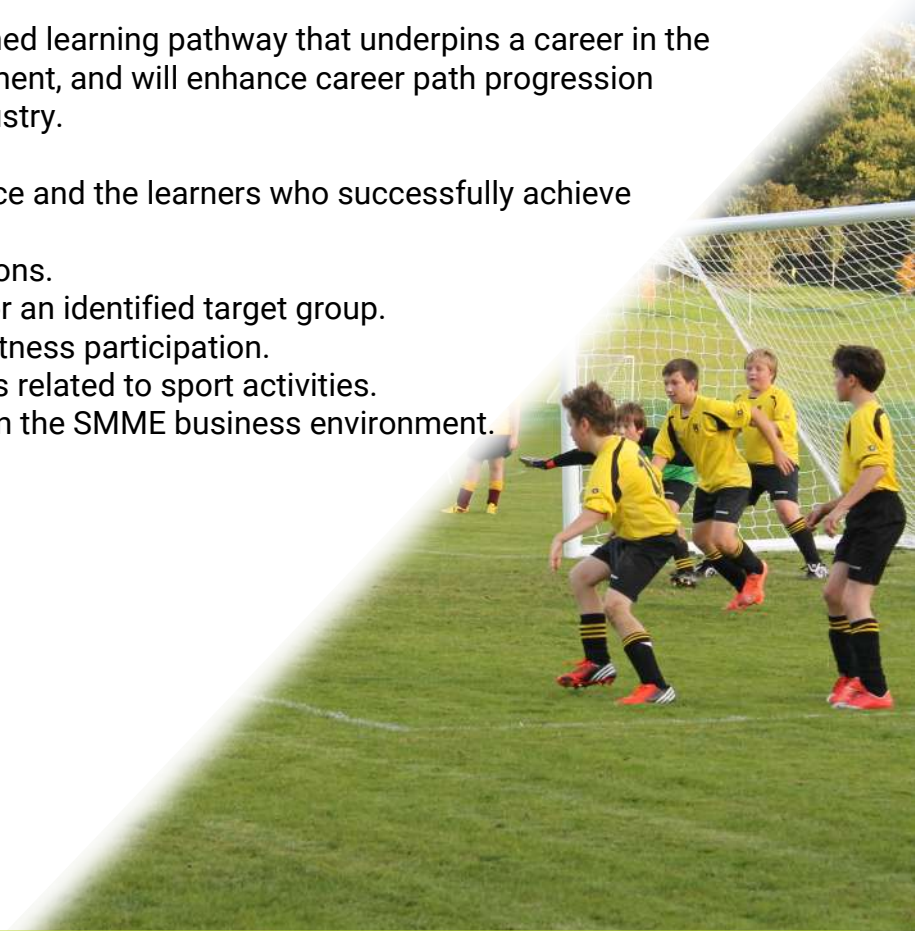 ned learning pathway that underpins a career in the
nent, and will enhance career path progression
ustry.
ce and the learners who successfully achieve
ons.
r an identified target group.
tness participation.
s related to sport activities.
n the SMME business environment.